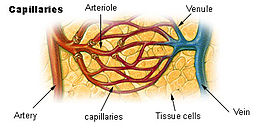 Capillaries
Arteriole
Venule
Artery
capillaries
Tissue cells
Vein